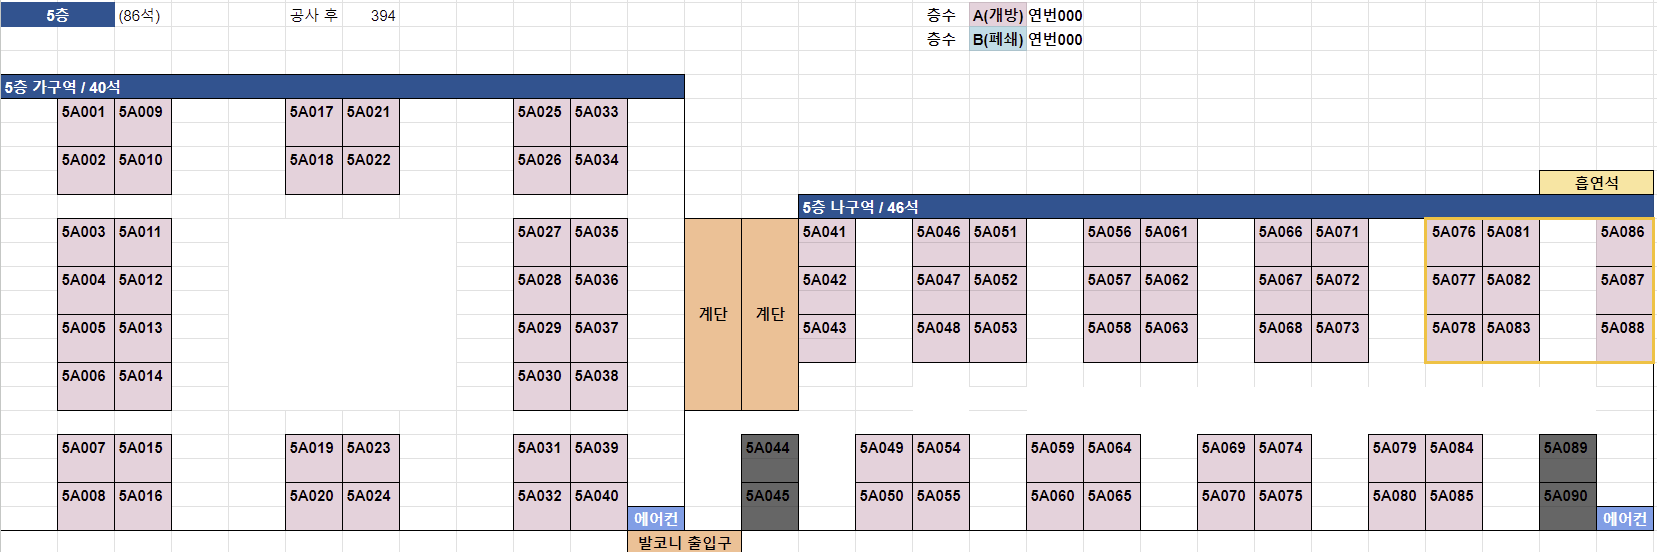 5층 (86석) 공사 후 394 층수 A(개방) 연번000
층수 B(폐쇄) 연번000
5층 가구역 / 40석
5A001 5A009 5A017 5A021 5A025 5A033
5A002 5A010 5A018 5A022 5A026 5A034
흡연석
5층 나구역 / 46석
5A003 5A011 5A027 5A035 5A041 5A046 5A051 5A056 5A061 5A066 5A071 5A076 5A081 5A086
5A004 5A012 5A028 5A036 5A042 5A047 5A052 5A057 5A062 5A067 5A072 5A077 5A082 5A087
계단 계단
5A005 5A013 5A029 5A037 5A043 5A048 5A053 5A058 5A063 5A068 5A073 5A078 5A083 5A088
5A006 5A014 5A030 5A038
5A007 5A015 5A019 5A023 5A031 5A039 5A044 5A049 5A054 5A059 5A064 5A069 5A074 5A079 5A084 5A089
5A008 5A016 5A020 5A024 5A032 5A040 5A045 5A050 5A055 5A060 5A065 5A070 5A075 5A080 5A085 5A090
에어컨 에어컨
발코니 출입구